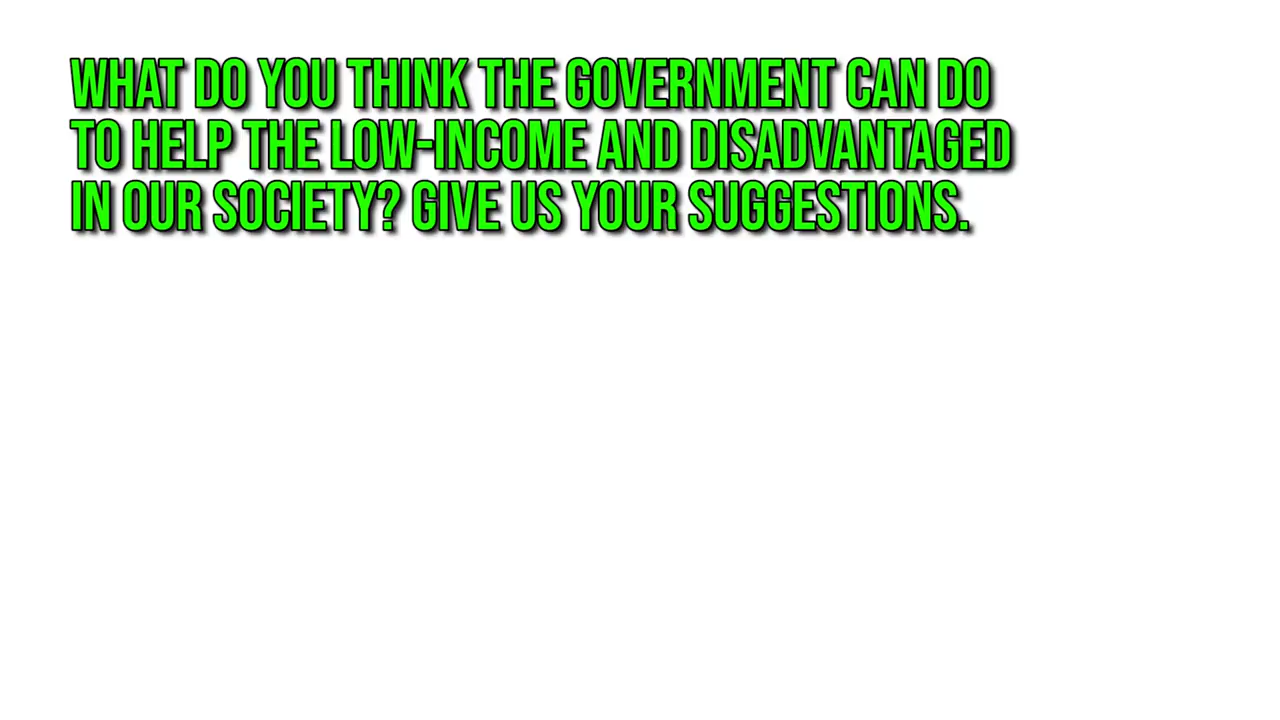 WHAT DO YOU THINK THE GOVERNMENT CAN DO
TO HELP THE LOW-INCOME AND DISADVANTAGED
IN OUR SOCIETY? GIVE US YOUR SUGGESTIONS.